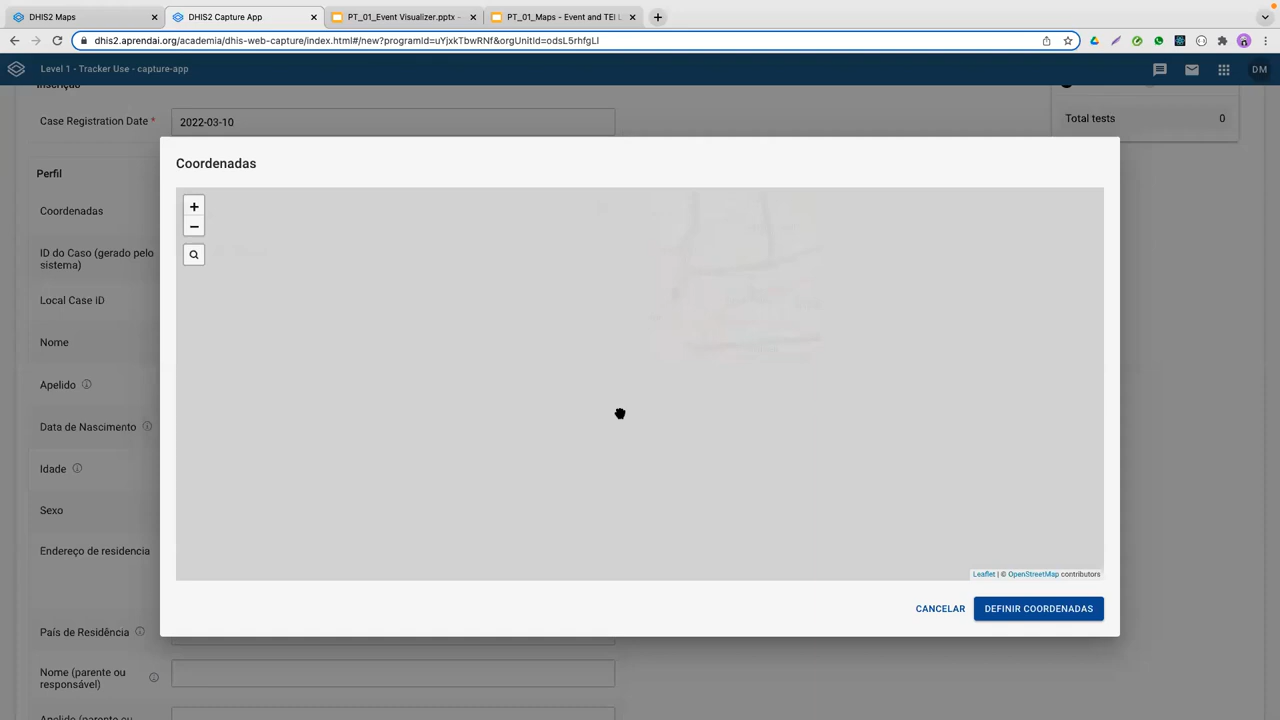 DHIS2 Maps
DHIS2 Capture App
PT_01_Event Visualizer.pptx -
PT_01_Maps - Event and TEI L
dhis2.aprendai.org/academia/dhis-web-capture/index.html#/new?programId=uYjxkTbwRNf&orgUnitId=odsL5rhfgLI
Level 1 - Tracker Use - capture-app
DM
Inscrição
Case Registration Date *
2022-03-10
Total tests
0
Perfil
Coordenadas
ID do Caso (gerado pelo
sistema)
Local Case iD
Nome
Apelido
Data de Nascimento
Idade
Sexo
Endereço de residencia
País de Residência
Nome (parente ou
responsável)
Apelido (parente ou
Coordenadas
+
−
Leaflet | © OpenStreetMap contributors
CANCELAR
DEFINIR COORDENADAS